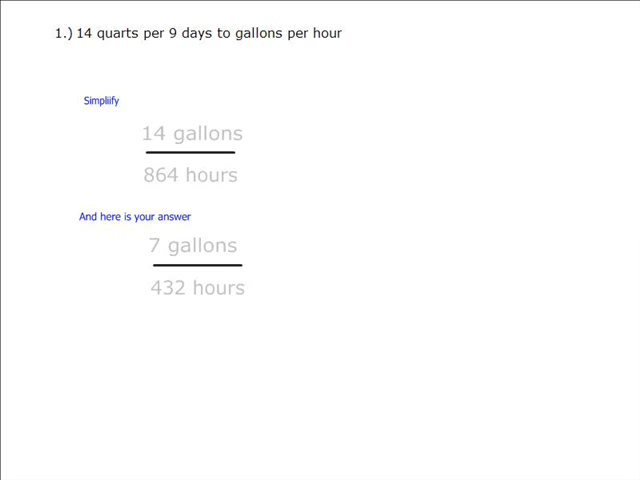 1.) 14 quarts per 9 days to gallons per hour
Simpliify
14 gallons
864 hours
And here is your answer
7 gallons
432 hours